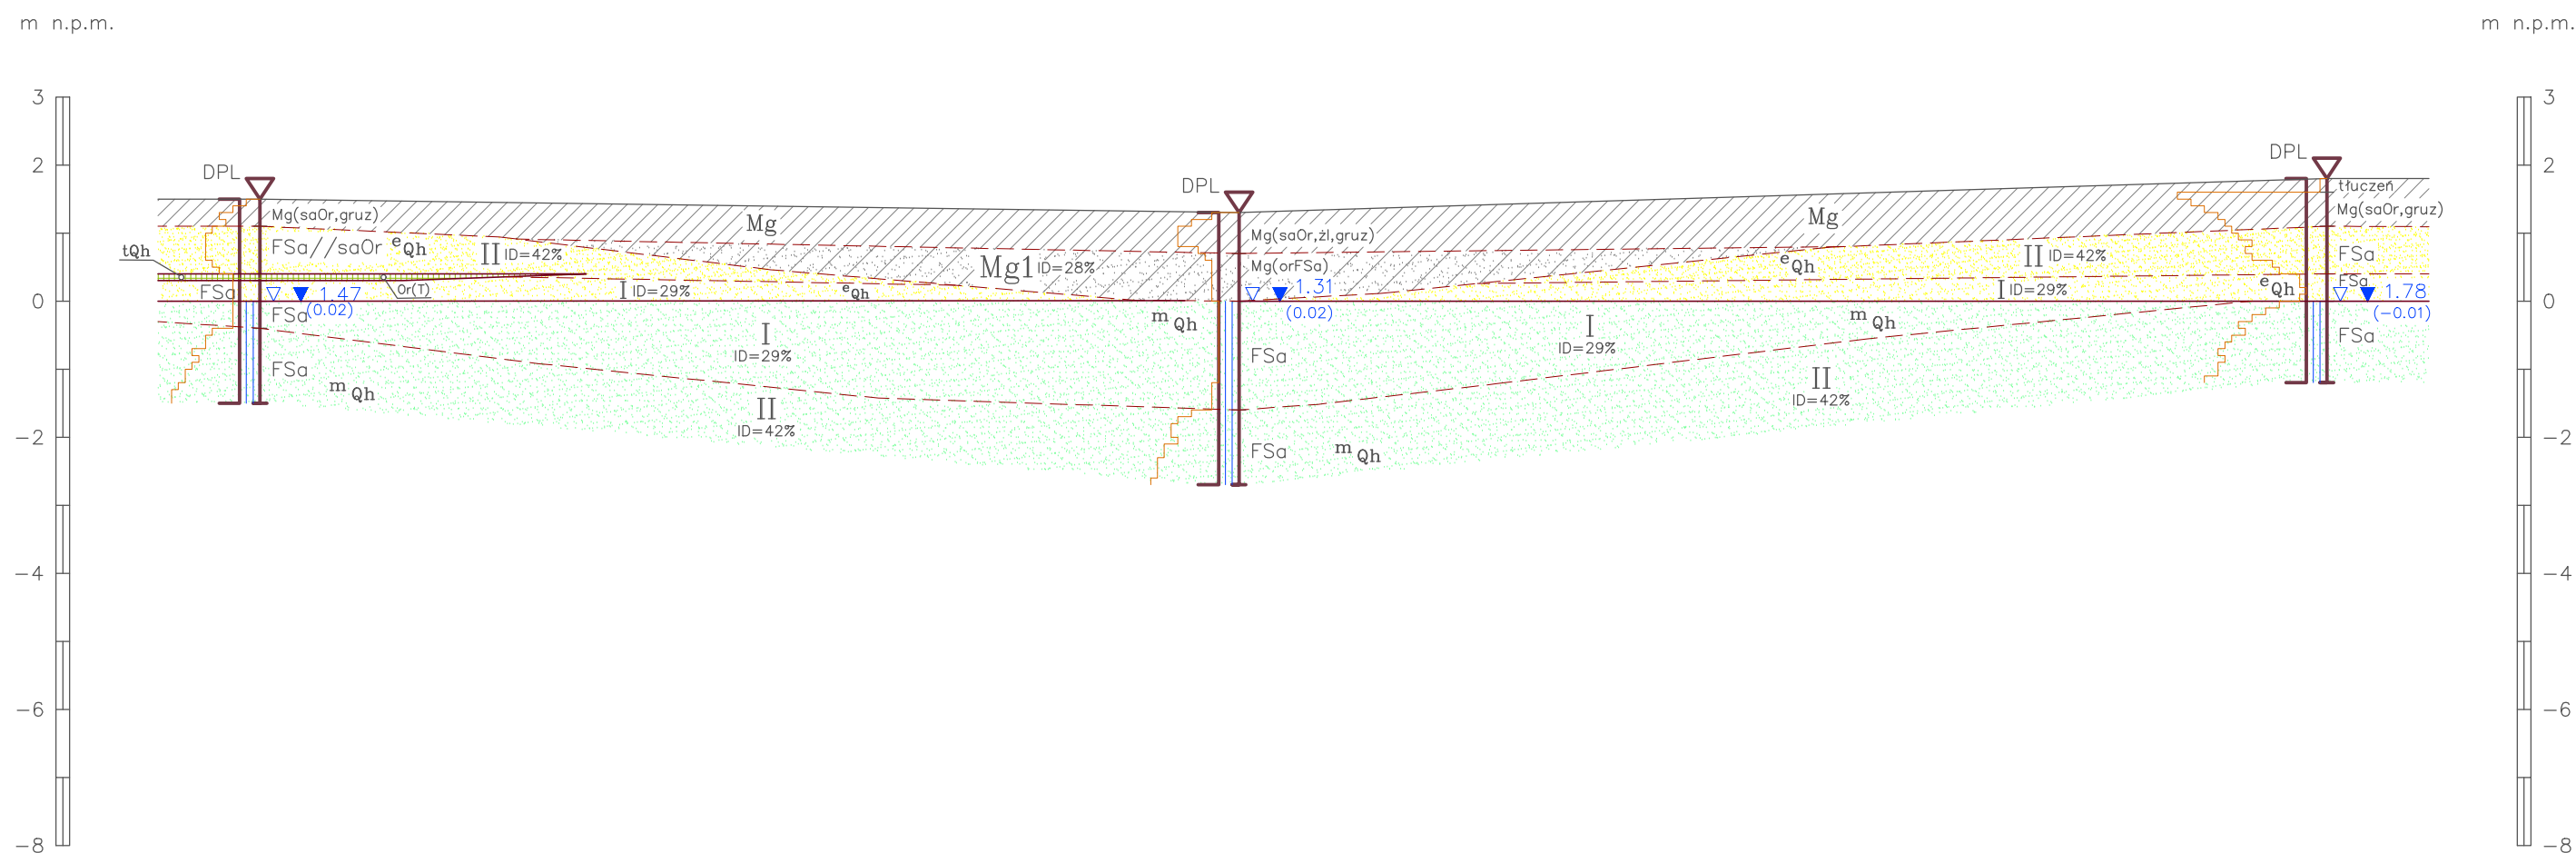 m n.p.m.
m n.p.m.
3
3
DPL
2
2
DPL
DPL
tłuczeń
Mg(saOr,gruz)
Mg
Mg
Mg(saOr,gruz)
Mg(saOr,żl,gruz)
tQh
FSa//saOr
eQh
II ID=42%
Mg1 ID=28%
Mg(orFSa)
eQh
II ID=42%
FSa
FSa
Or(T)
I ID=29%
eQh
I ID=29%
eQh
FSa
0
1.47
1.31
1.78
0
(0.02)
(0.02)
(−0.01)
FSa
mQh
mQh
I
ID=29%
I
ID=29%
FSa
FSa
FSa
mQh
II
ID=42%
II
ID=42%
−2
FSa
mQh
−2
−4
−4
−6
−6
−8
−8